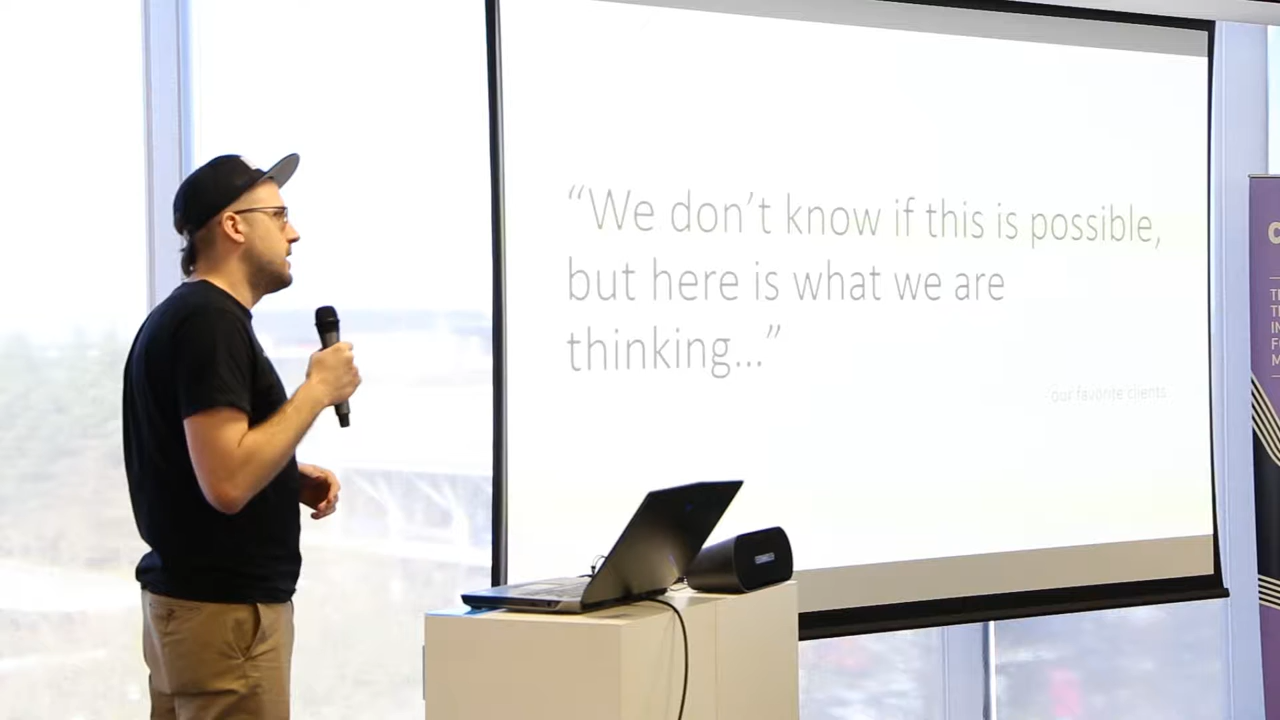 “We don’t know if this is possible,
but here is what we are
thinking...”
-our favorite clients